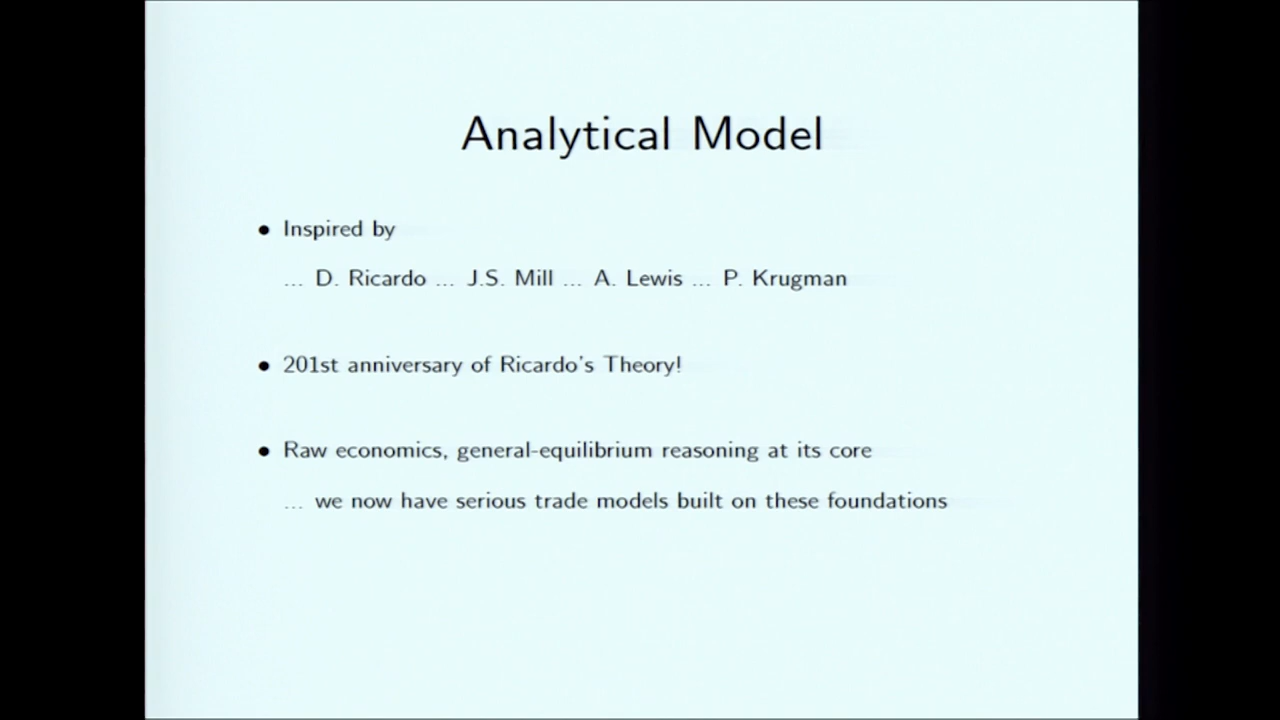 Analytical Model
• Inspired by
... D. Ricardo ... J.S. Mill ... A. Lewis ... P. Krugman
• 201st anniversary of Ricardo's Theory!
• Raw economics, general-equilibrium reasoning at its core
... we now have serious trade models built on these foundations